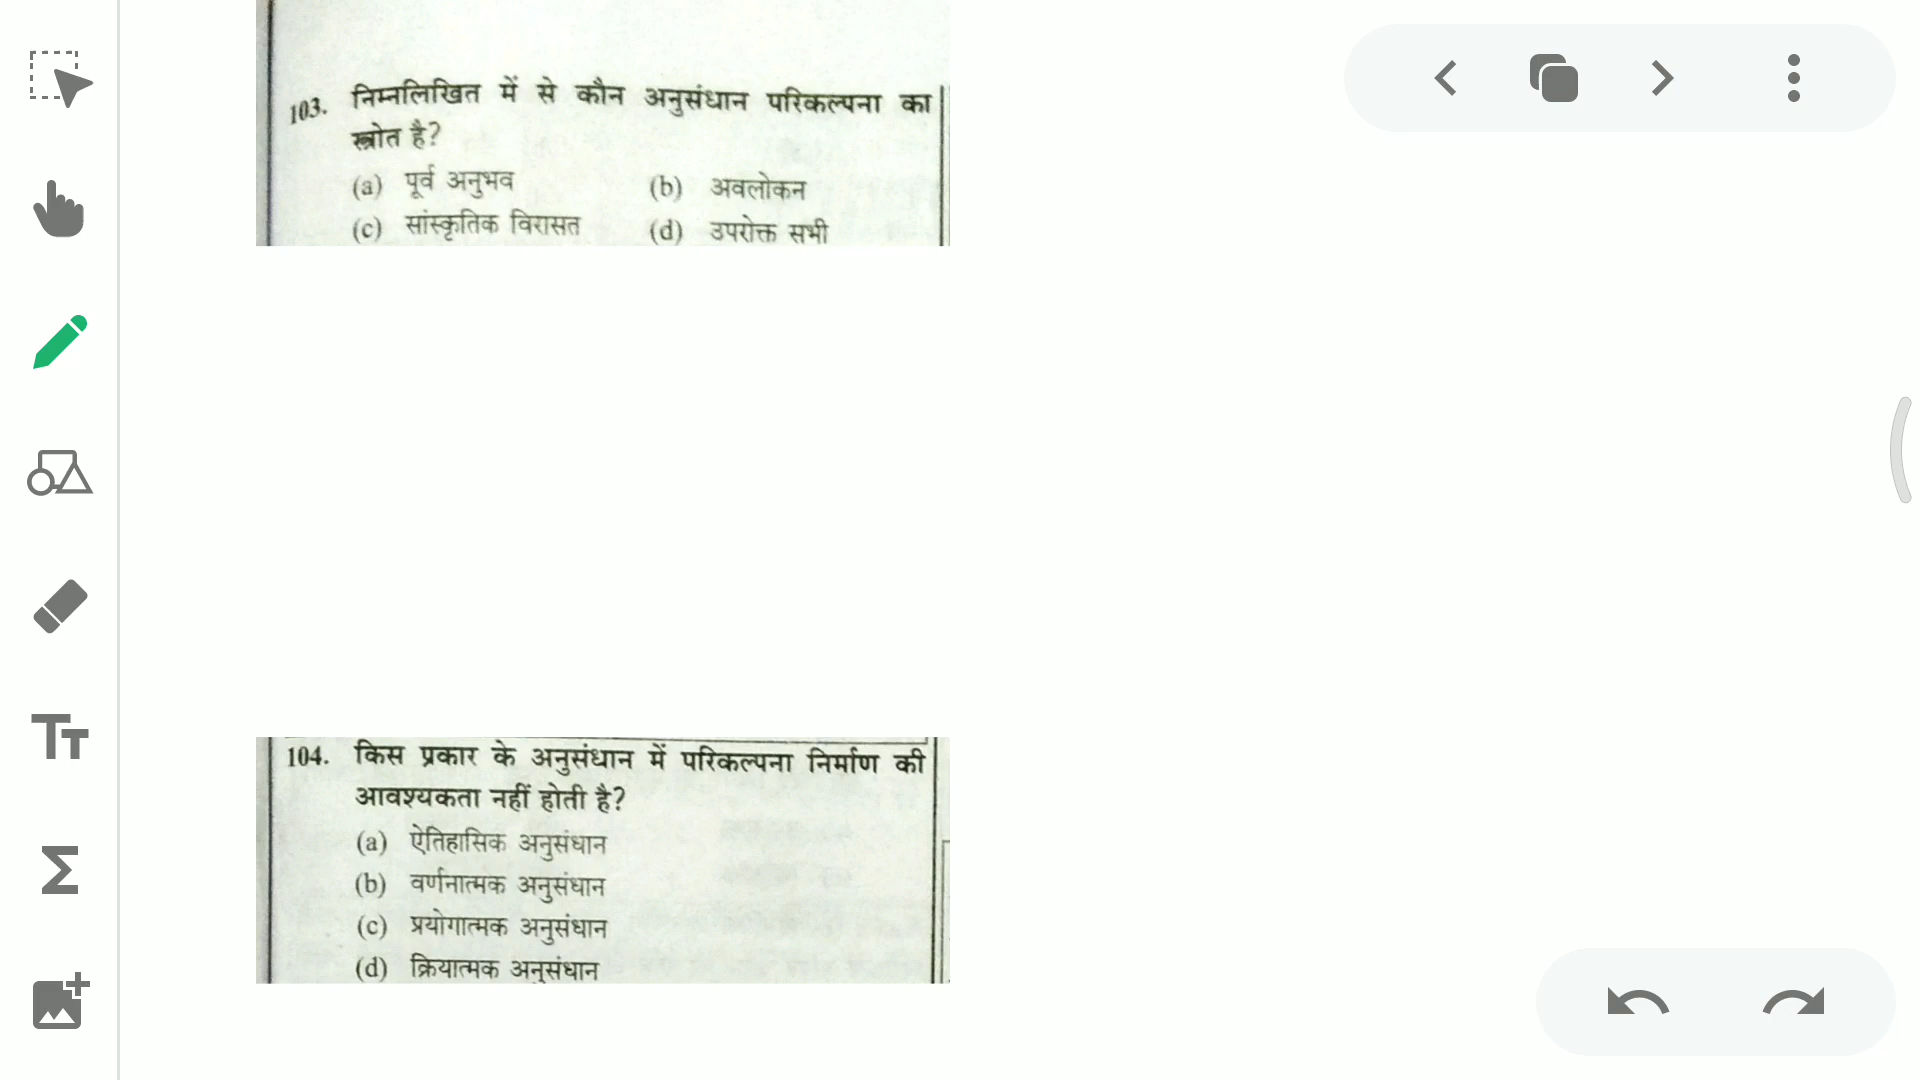 103. निम्नलिखित में से कौन अनुसंधान परिकल्पना का
स्त्रोत है?
(a) पूर्व अनुभव (b) अवलोकन
(c) सांस्कृतिक विरासत (d) उपरोक्त सभी
104. किस प्रकार के अनुसंधान में परिकल्पना निर्माण की
आवश्यकता नहीं होती है?
(a) ऐतिहासिक अनुसंधान
(b) वर्णनात्मक अनुसंधान
(c) प्रयोगात्मक अनुसंधान
(d) क्रियात्मक अनुसंधान